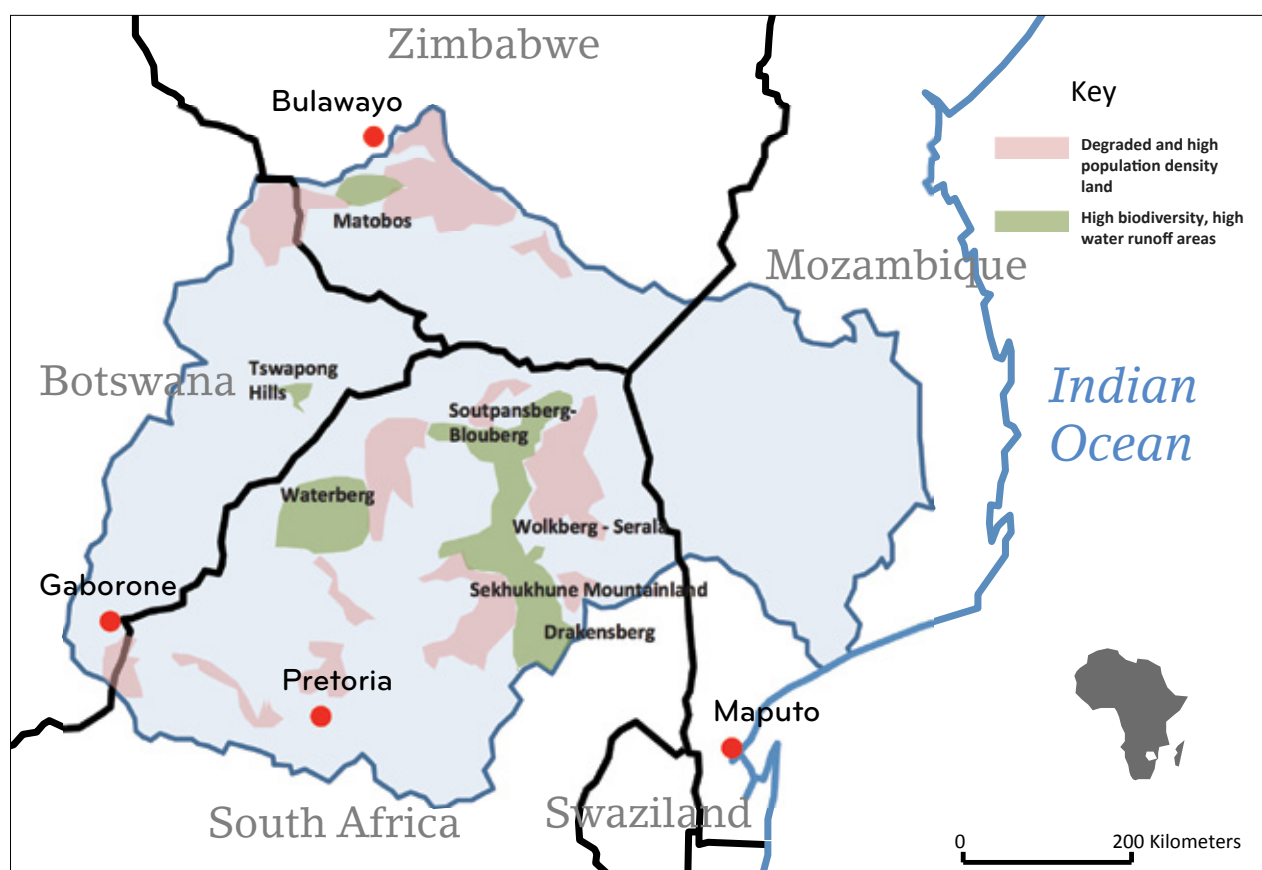 Zimbabwe
Bulawayo
Key
Degraded and high
population density
land
High biodiversity, high
water runoff areas
Matobos
Mozambique
Botswana
Tswapong
Hills
Indian
Ocean
Soutpansberg-
Blouberg
Waterberg
Wolkberg - Serala
Gaborone
Sekhukhune Mountainland
Drakensberg
Pretoria
Maputo
Swaziland
South Africa
0 200 Kilometers